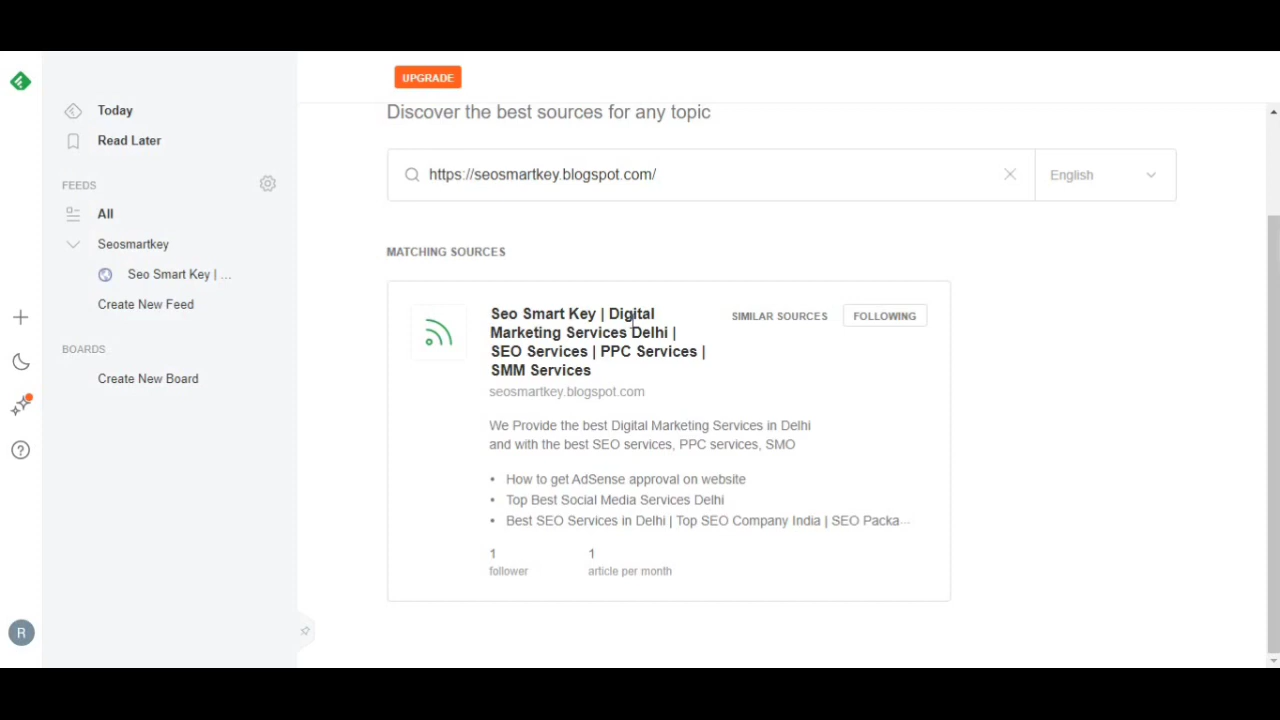 UPGRADE
Today
Read Later
FEEDS
All
Seosmartkey
Seo Smart Key | ...
Create New Feed
BOARDS
Create New Board
R
Discover the best sources for any topic
https://seosmartkey.blogspot.com/
English
MATCHING SOURCES
Seo Smart Key | Digital
Marketing Services Delhi |
SEO Services | PPC Services |
SMM Services
SIMILAR SOURCES
FOLLOWING
seosmartkey.blogspot.com
We Provide the best Digital Marketing Services in Delhi
and with the best SEO services, PPC services, SMO
• How to get AdSense approval on website
• Top Best Social Media Services Delhi
• Best SEO Services in Delhi | Top SEO Company India | SEO Packa...
1 1
follower article per month